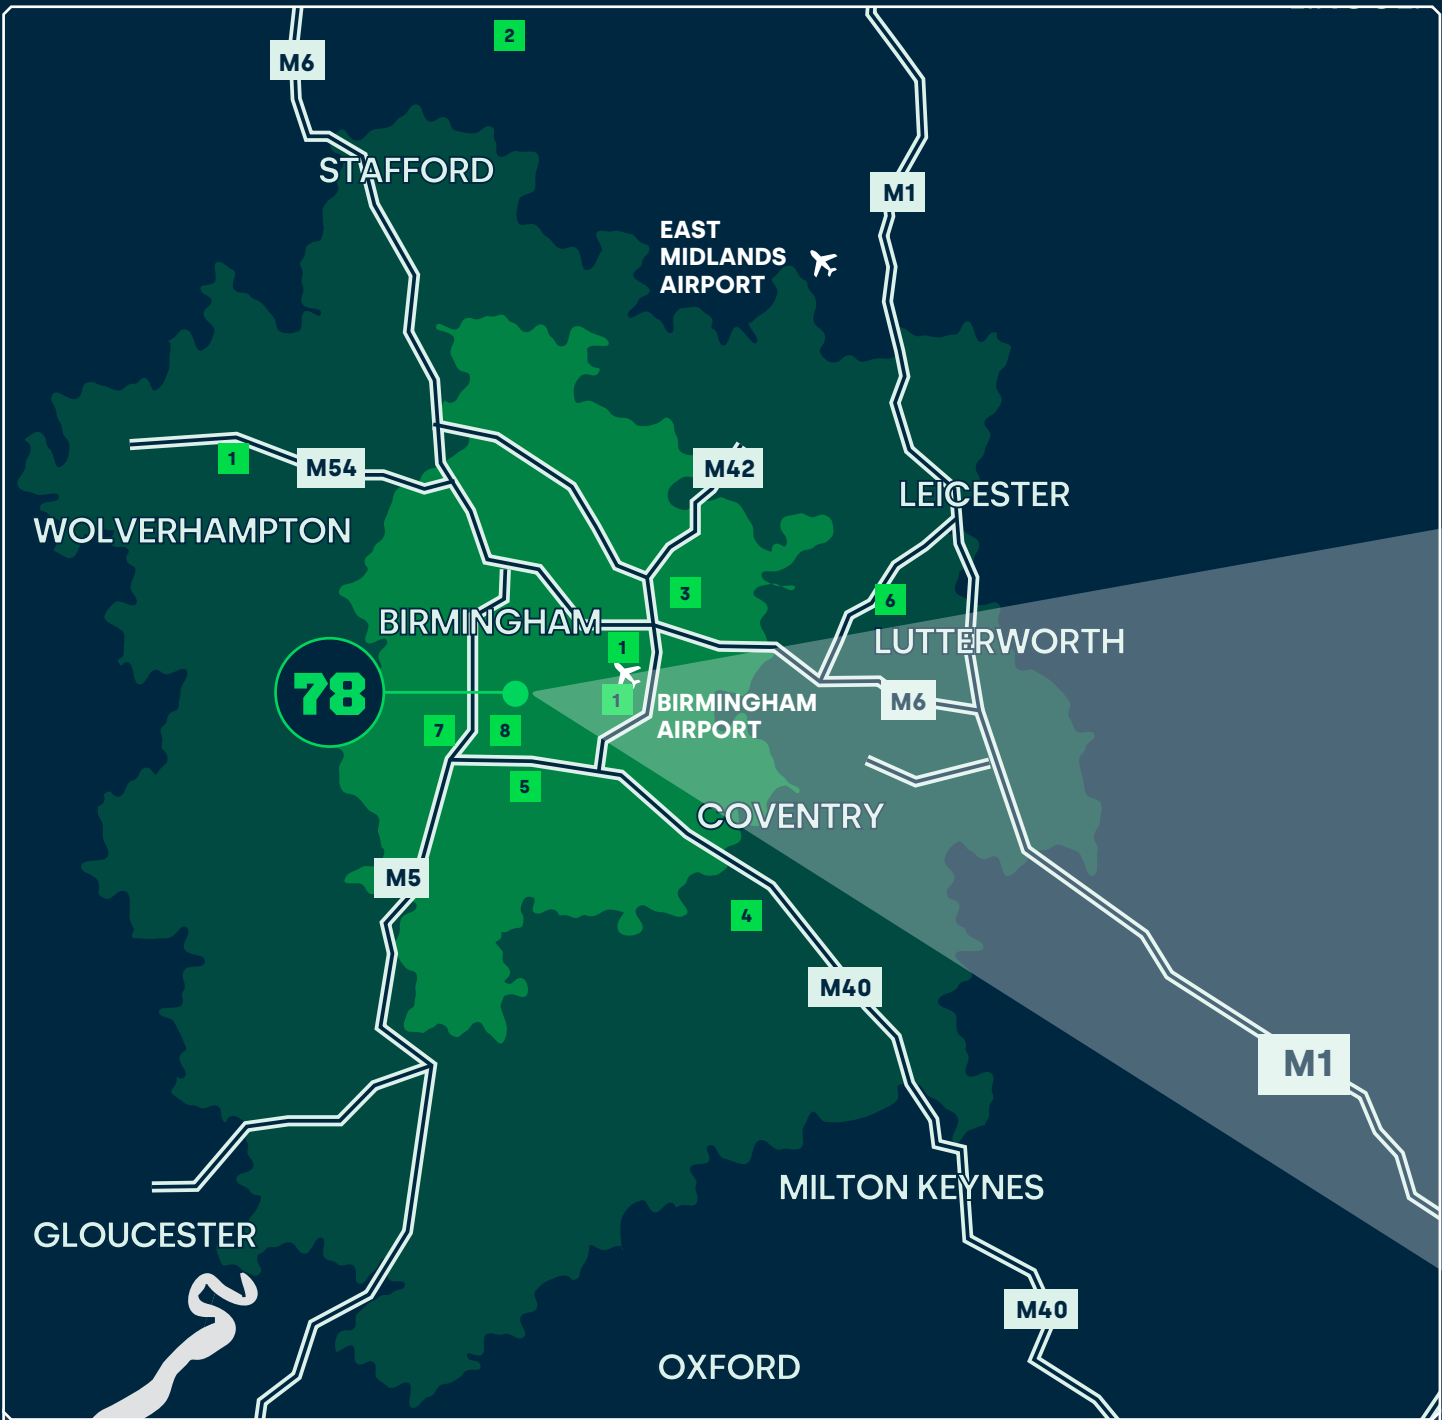 2
M6
STAFFORD
M1
EAST
MIDLANDS
AIRPORT
1
M54
M42
LEICESTER
WOLVERHAMPTON
3
6
BIRMINGHAM
1
LUTTERWORTH
78
1
M6
BIRMINGHAM
AIRPORT
7
8
5
COVENTRY
M5
4
M40
M1
MILTON KEYNES
GLOUCESTER
M40
OXFORD